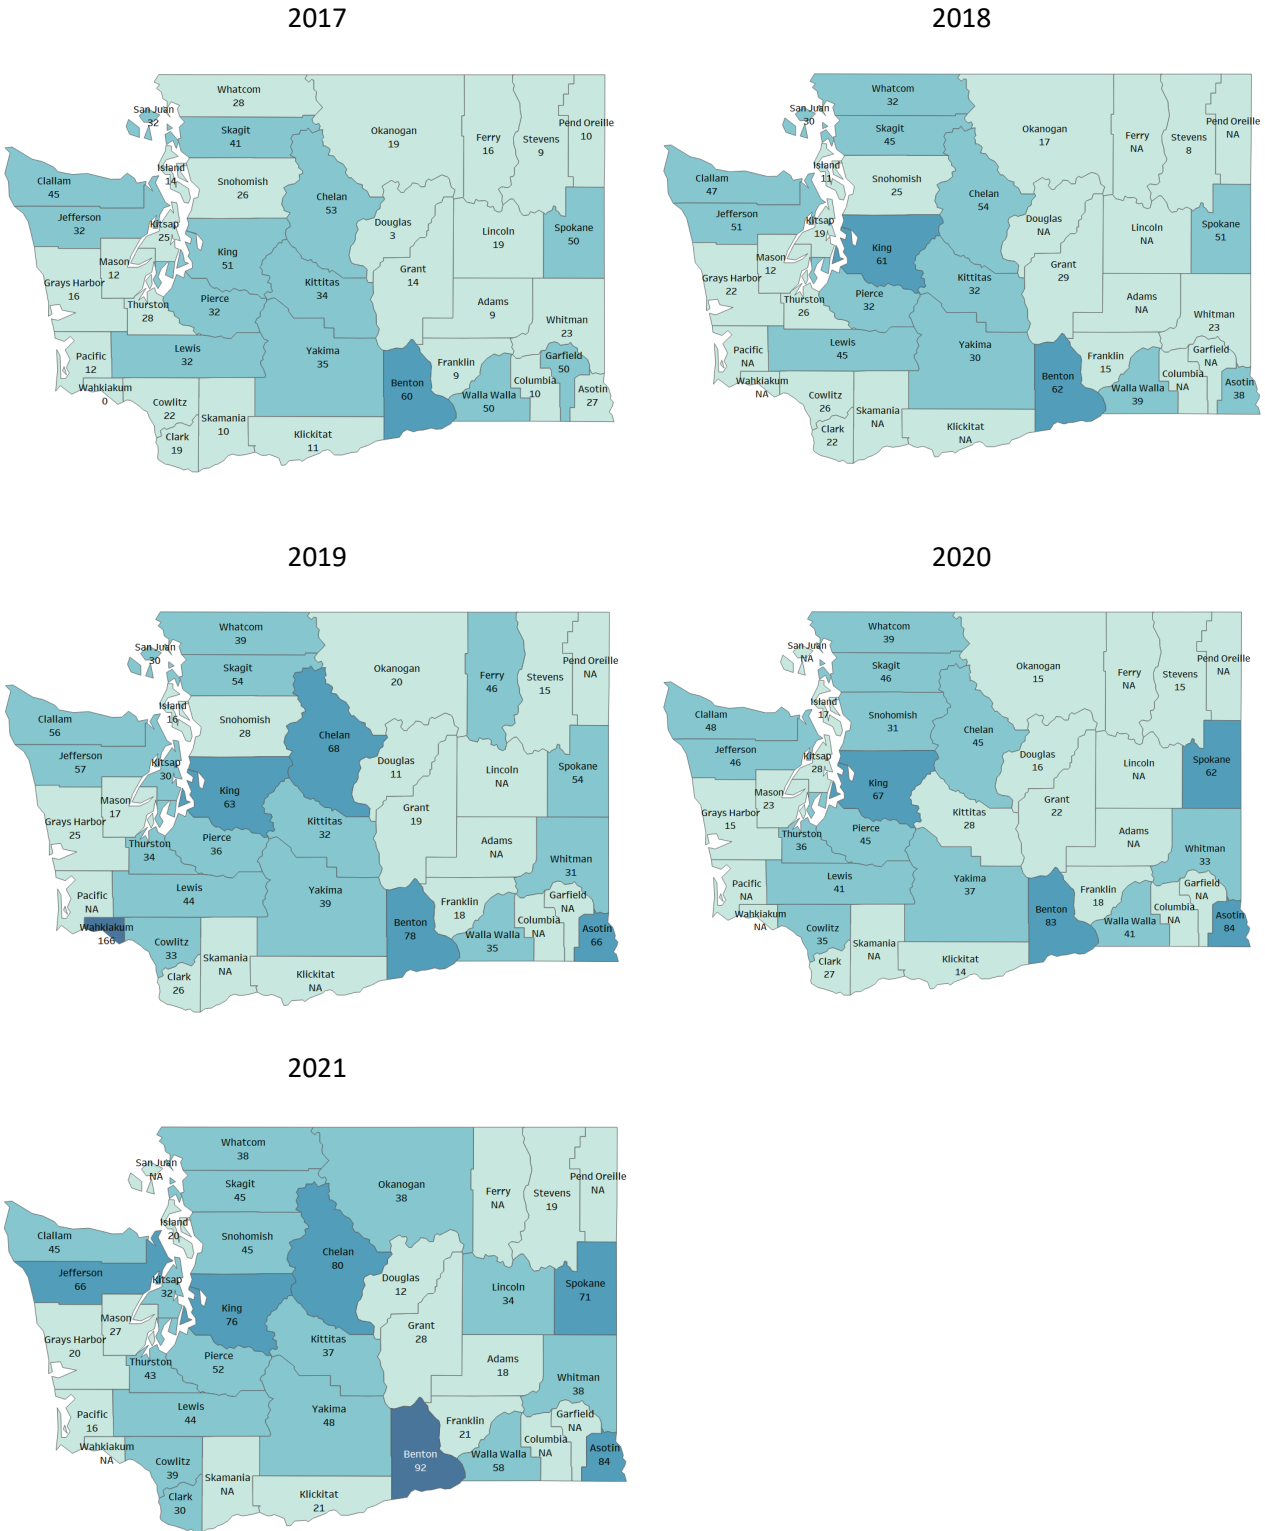 2017
Whatcom
28
San Juan
32
Skagit
41
Okanogan
19
Ferry
16
Stevens
9
Pend Oreille
10
Island
14
Clallam
45
Snohomish
26
Chelan
53
Jefferson
32
Kitsap
25
Douglas
3
Lincoln
19
Spokane
50
King
51
Mason
12
Grant
14
Grays Harbor
16
Kittitas
34
Pierce
32
Thurston
28
Adams
9
Whitman
23
Pacific
12
Lewis
32
Yakima
35
Franklin
9
Garfield
50
Benton
60
Columbia
10
Asotin
27
Walla Walla
50
Wahkiakum
0
Cowlitz
22
Skamania
10
Clark
19
Klickitat
11
2018
Whatcom
32
San Juan
30
Skagit
45
Okanogan
17
Ferry
NA
Stevens
8
Pend Oreille
NA
Island
11
Clallam
47
Snohomish
25
Chelan
54
Jefferson
51
Kitsap
19
Douglas
NA
Lincoln
NA
Spokane
51
King
61
Mason
12
Grant
29
Grays Harbor
22
Kittitas
32
Pierce
32
Thurston
26
Adams
NA
Whitman
23
Pacific
NA
Lewis
45
Yakima
30
Franklin
15
Garfield
NA
Benton
62
Columbia
NA
Asotin
38
Walla Walla
39
Wahkiakum
NA
Cowlitz
26
Skamania
NA
Clark
22
Klickitat
NA
2019
Whatcom
39
San Juan
30
Skagit
54
Okanogan
20
Ferry
46
Stevens
15
Pend Oreille
NA
Island
16
Clallam
56
Snohomish
28
Chelan
68
Jefferson
57
Kitsap
30
Douglas
11
Lincoln
NA
Spokane
54
King
63
Mason
17
Grant
19
Grays Harbor
25
Kittitas
32
Pierce
36
Thurston
34
Adams
NA
Whitman
31
Pacific
NA
Lewis
44
Yakima
39
Franklin
18
Garfield
NA
Benton
78
Columbia
NA
Asotin
66
Walla Walla
35
Wahkiakum
166
Cowlitz
33
Skamania
NA
Clark
26
Klickitat
NA
2020
Whatcom
39
San Juan
NA
Skagit
46
Okanogan
15
Ferry
NA
Stevens
15
Pend Oreille
NA
Island
17
Clallam
48
Snohomish
31
Chelan
45
Jefferson
46
Kitsap
28
Douglas
16
Lincoln
NA
Spokane
62
King
67
Mason
23
Grant
22
Grays Harbor
15
Kittitas
28
Pierce
45
Thurston
36
Adams
NA
Whitman
33
Pacific
NA
Lewis
41
Yakima
37
Franklin
18
Garfield
NA
Benton
83
Columbia
NA
Asotin
84
Walla Walla
41
Wahkiakum
NA
Cowlitz
35
Skamania
NA
Clark
27
Klickitat
14
2021
Whatcom
38
San Juan
NA
Skagit
45
Okanogan
38
Ferry
NA
Stevens
19
Pend Oreille
NA
Island
20
Clallam
45
Snohomish
45
Chelan
80
Jefferson
66
Kitsap
32
Douglas
12
Lincoln
34
Spokane
71
King
76
Mason
27
Grant
28
Grays Harbor
20
Kittitas
37
Pierce
52
Thurston
43
Adams
18
Whitman
38
Pacific
16
Lewis
44
Yakima
48
Franklin
21
Garfield
NA
Benton
92
Columbia
NA
Asotin
84
Walla Walla
58
Wahkiakum
NA
Cowlitz
39
Skamania
NA
Clark
30
Klickitat
21